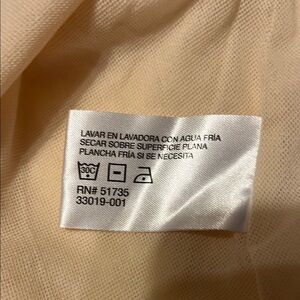 LAVAR EN LAVADORA CON AGUA FRÍA
SECAR SOBRE SUPERFICIE PLANA
PLANCHA FRÍA SI SE NECESITA
30C
RN# 51735
33019-001